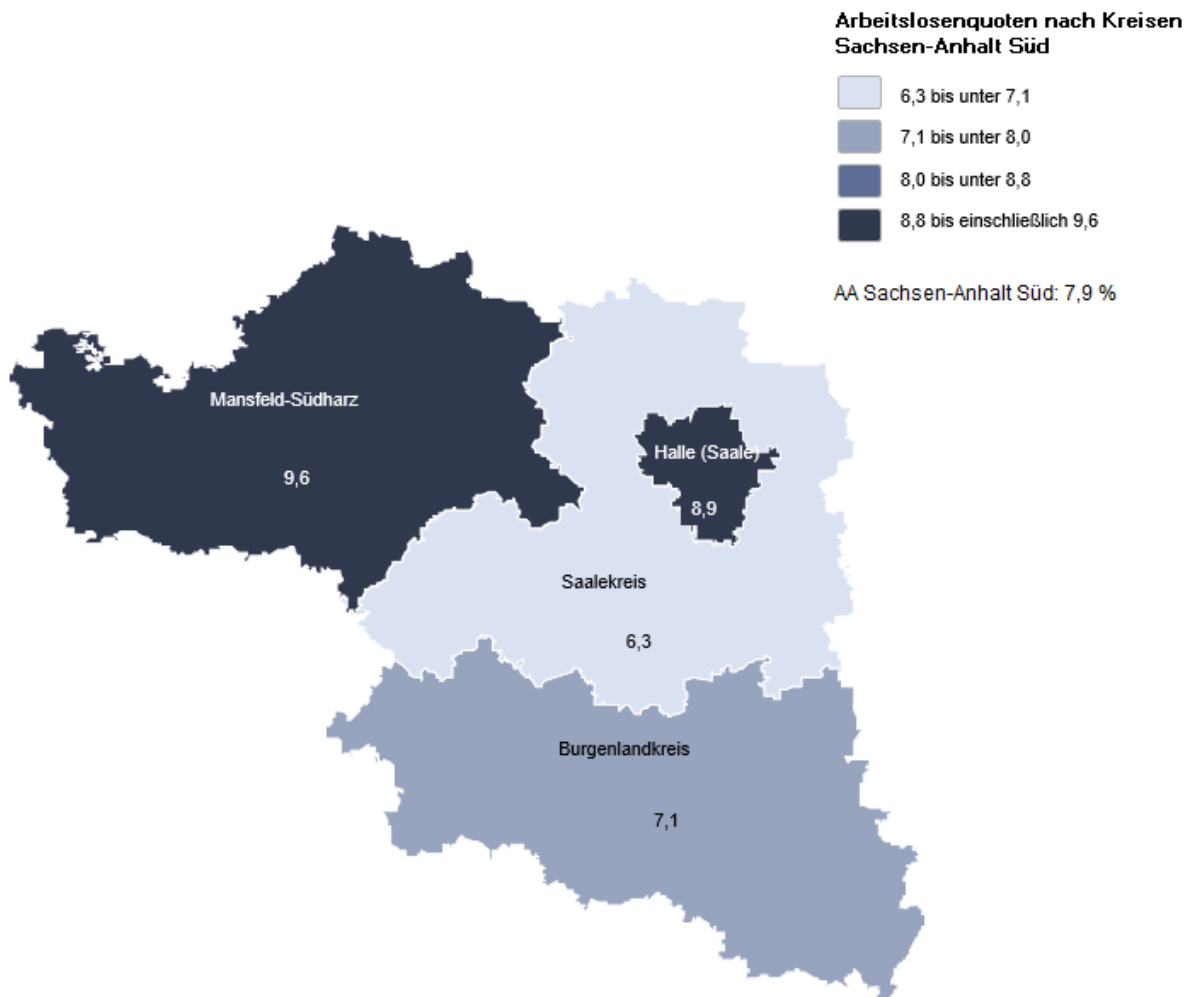 Arbeitslosenquoten nach Kreisen
Sachsen-Anhalt Süd
6,3 bis unter 7,1
7,1 bis unter 8,0
8,0 bis unter 8,8
8,8 bis einschließlich 9,6
AA Sachsen-Anhalt Süd: 7,9 %
Mansfeld-Südharz
9,6
Halle (Saale)
8,9
Saalekreis
6,3
Burgenlandkreis
7,1